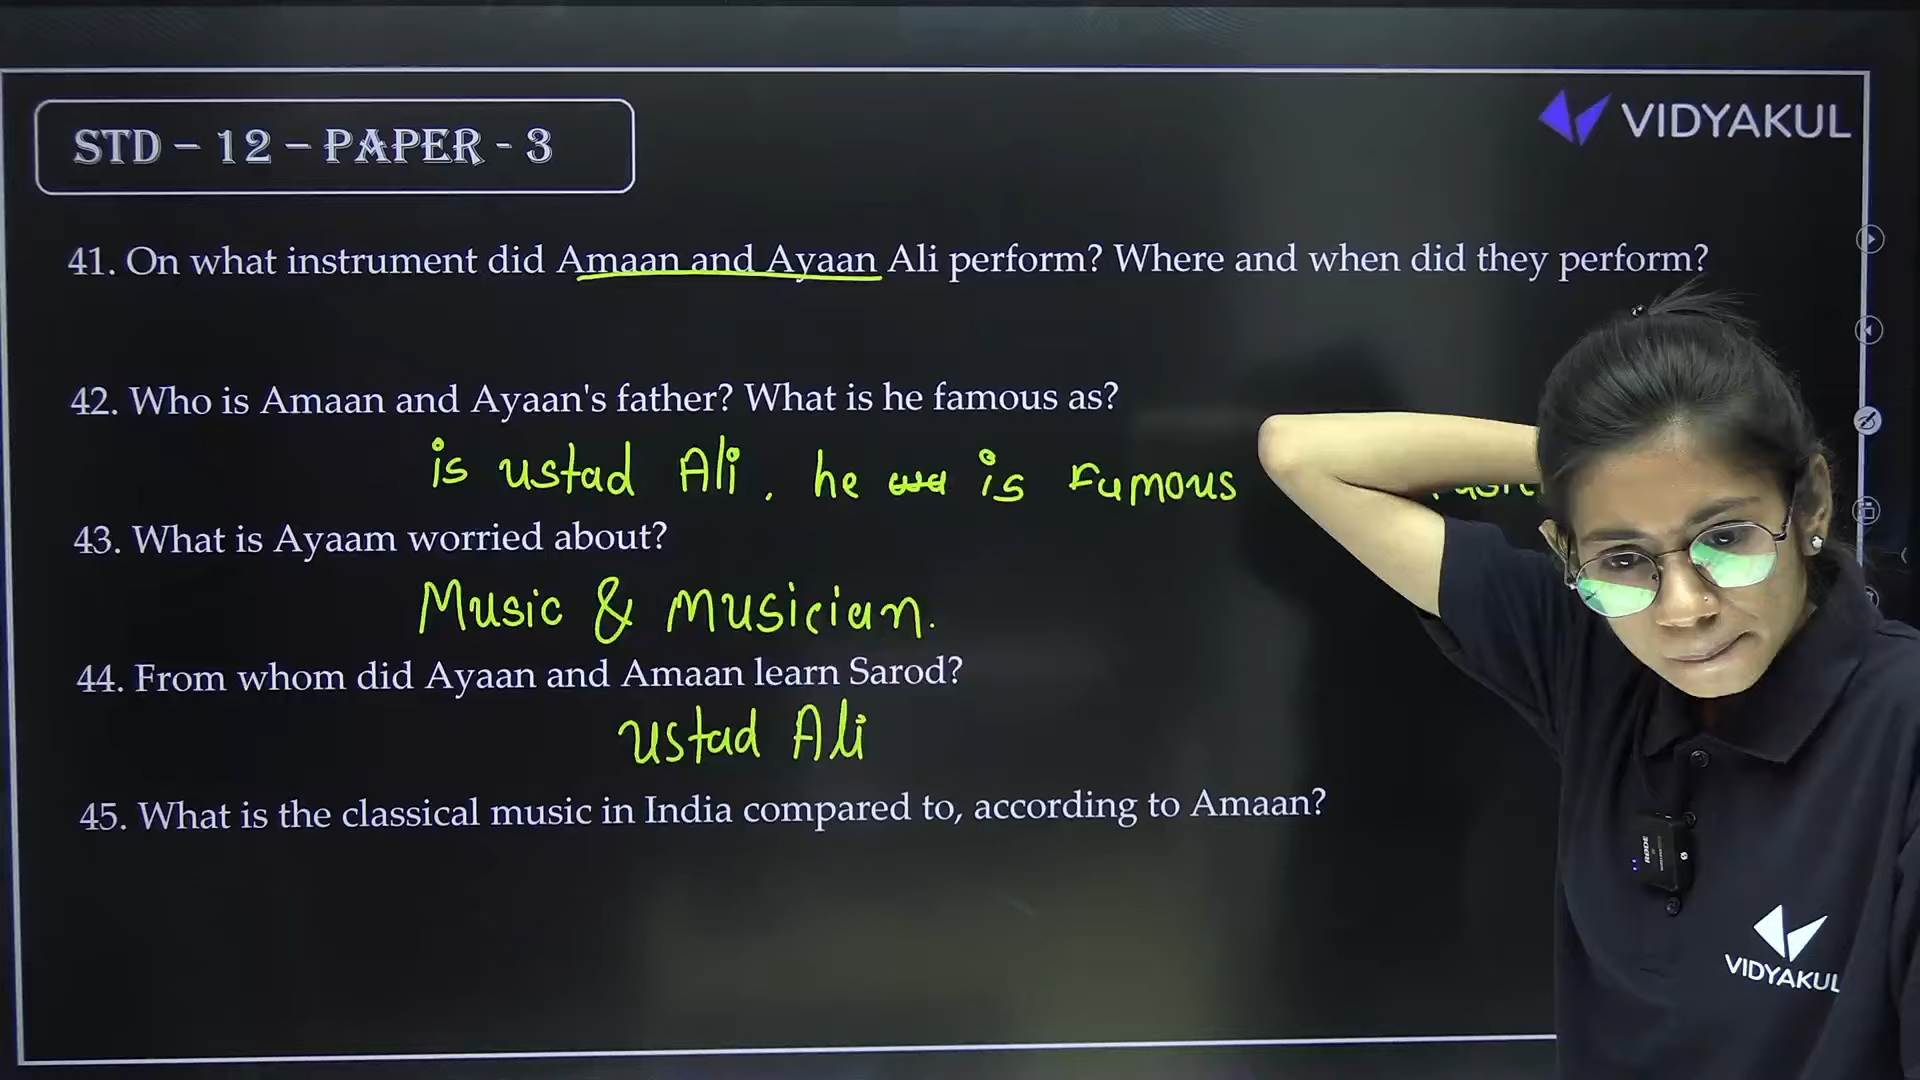 STD – 12 – PAPER - 3
VIDYAKUL
41. On what instrument did Amaan and Ayaan Ali perform? Where and when did they perform?
42. Who is Amaan and Ayaan's father? What is he famous as?
is ustad Ali. he is Famous
43. What is Ayaam worried about?
Music & Musician.
44. From whom did Ayaan and Amaan learn Sarod?
ustad Ali
45. What is the classical music in India compared to, according to Amaan?
RØDE
VIDYAKUL